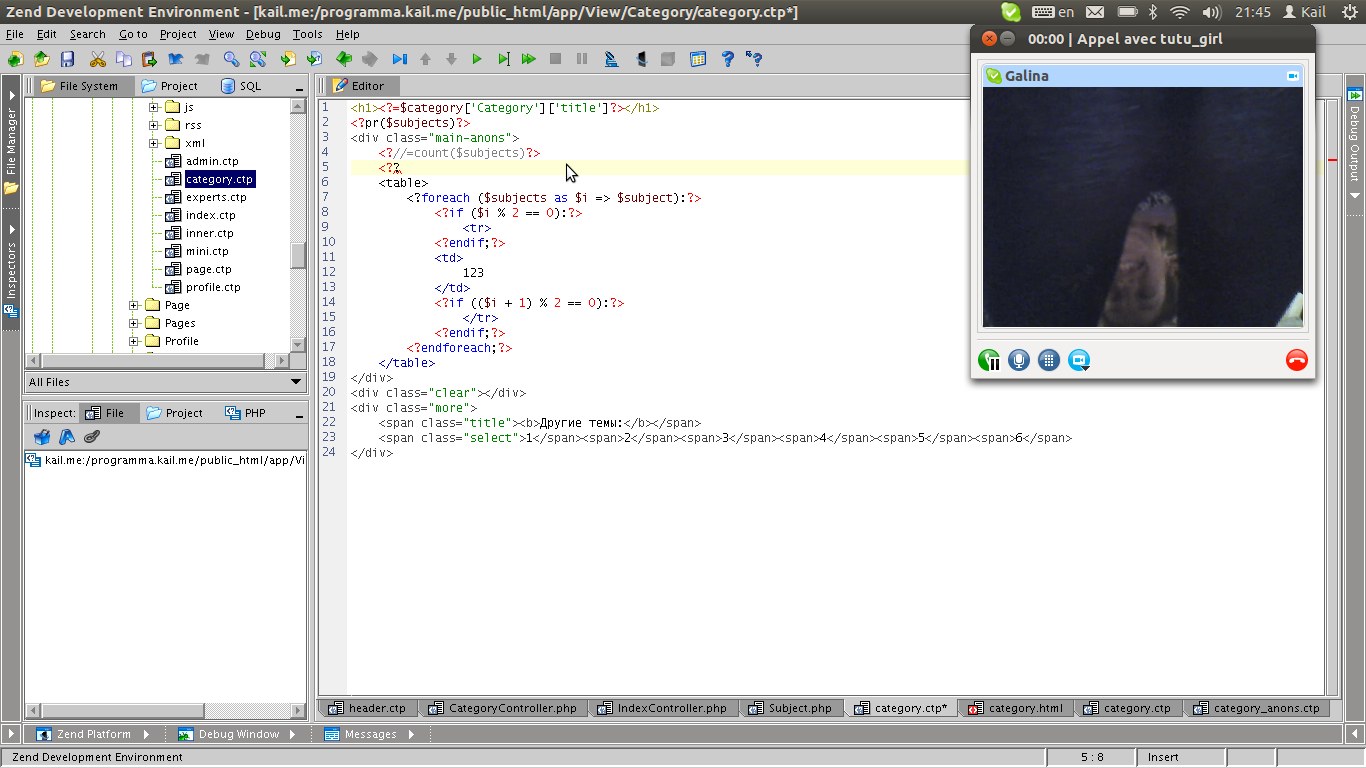 Zend Development Environment - [kail.me:/programma.kail.me/public_html/app/View/Category/category.ctp*]
en
21:45
Kail
File Edit Search Go to Project View Debug Tools Help
00:00 | Appel avec tutu_girl
Galina
File Manager
Inspectors
Debug Output
File System
Project
SQL
js
rss
xml
admin.ctp
category.ctp
experts.ctp
index.ctp
inner.ctp
mini.ctp
page.ctp
profile.ctp
Page
Pages
Profile
All Files
Inspect:
File
Project
PHP
kail.me:/programma.kail.me/public_html/app/Vi
Editor
1 <h1><?=$category['Category']['title']?></h1>
2 <?pr($subjects)?>
3 <div class="main-anons">
4 <?//=count($subjects)?>
5 <??
6 <table>
7 <?foreach ($subjects as $i => $subject):?>
8 <?if ($i % 2 == 0):?>
9 <tr>
10 <?endif;?>
11 <td>
12 123
13 </td>
14 <?if (($i + 1) % 2 == 0):?>
15 </tr>
16 <?endif;?>
17 <?endforeach;?>
18 </table>
19 </div>
20 <div class="clear"></div>
21 <div class="more">
22 <span class="title"><b>Другие темы:</b></span>
23 <span class="select">1</span><span>2</span><span>3</span><span>4</span><span>5</span><span>6</span>
24 </div>
header.ctp
CategoryController.php
IndexController.php
Subject.php
category.ctp*
category.html
category.ctp
category_anons.ctp
Zend Platform
Debug Window
Messages
Zend Development Environment
5 : 8
Insert